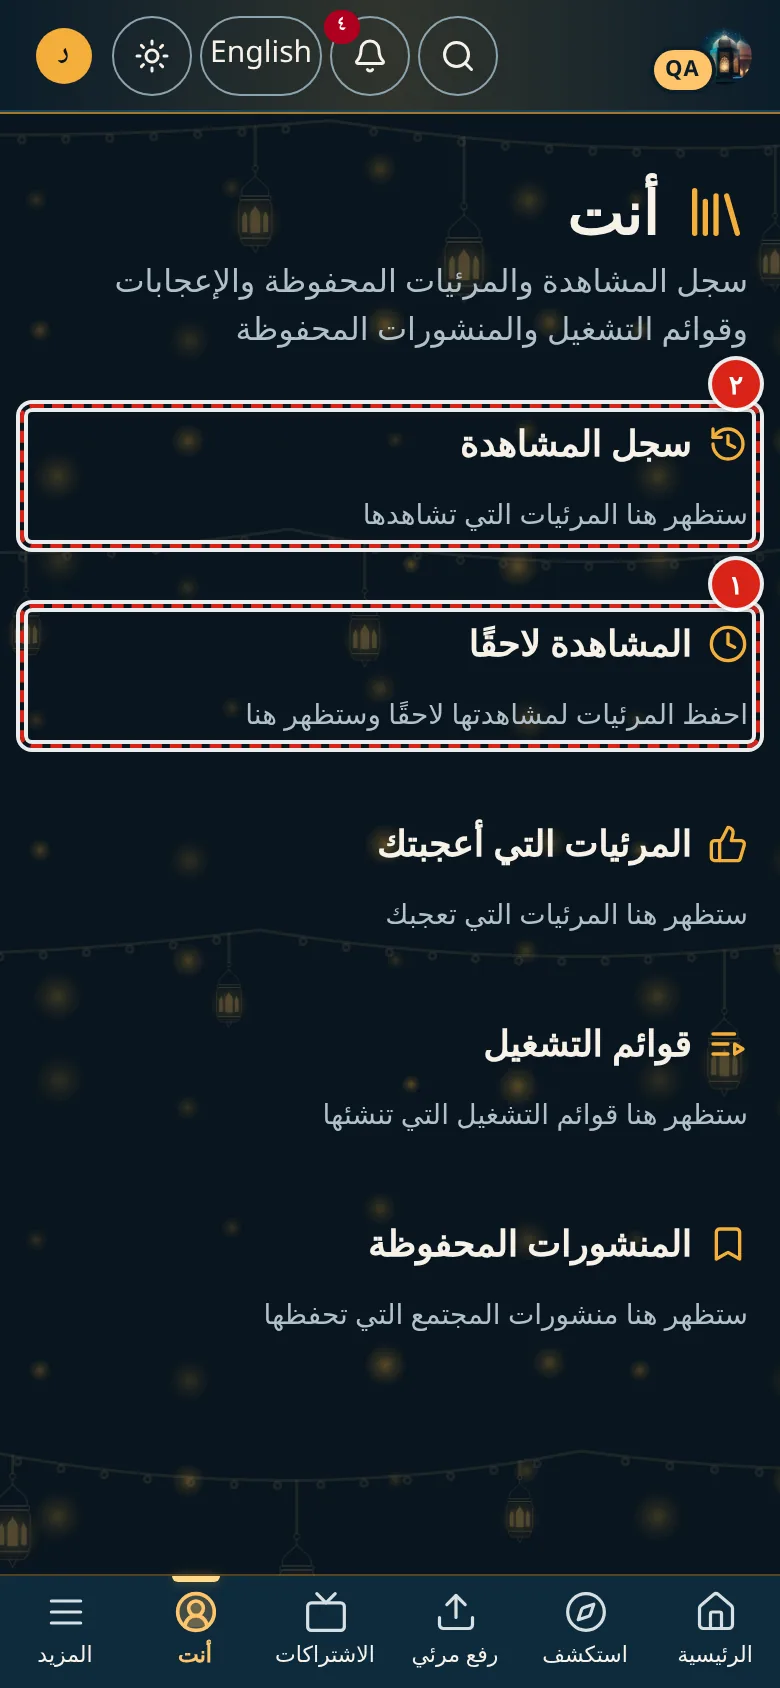 QA
٤
English
ر
أنت
سجل المشاهدة والمرئيات المحفوظة والإعجابات
وقوائم التشغيل والمنشورات المحفوظة
٢
سجل المشاهدة
ستظهر هنا المرئيات التي تشاهدها
١
المشاهدة لاحقًا
احفظ المرئيات لمشاهدتها لاحقًا وستظهر هنا
المرئيات التي أعجبتك
ستظهر هنا المرئيات التي تعجبك
قوائم التشغيل
ستظهر هنا قوائم التشغيل التي تنشئها
المنشورات المحفوظة
ستظهر هنا منشورات المجتمع التي تحفظها
الرئيسية
استكشف
رفع مرئي
الاشتراكات
أنت
المزيد